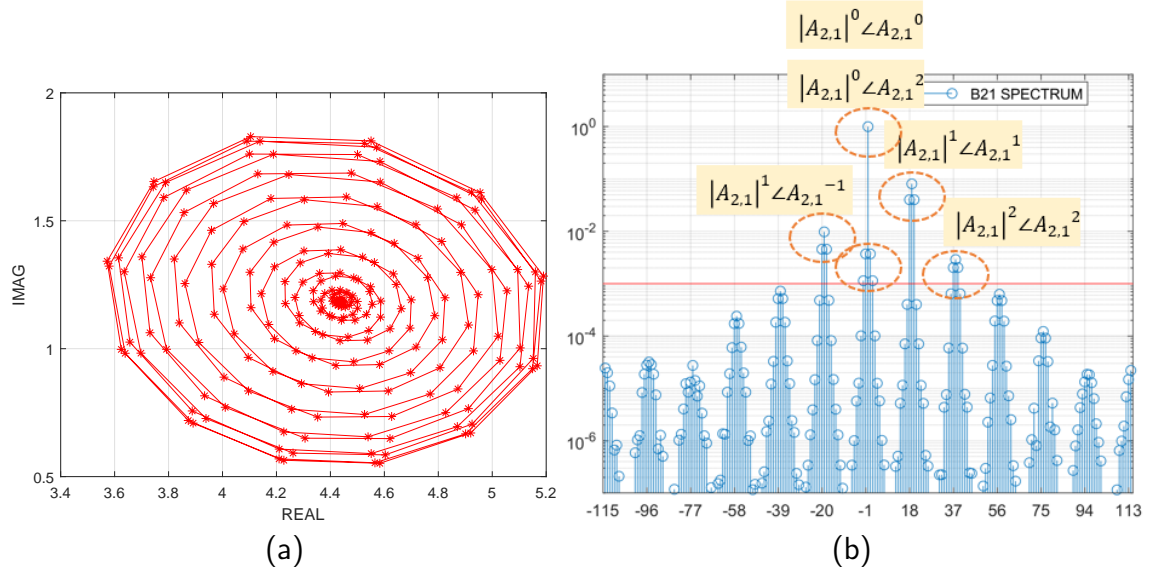 |A₂,₁|⁰∠A₂,₁⁰
|A₂,₁|⁰∠A₂,₁²
B21 SPECTRUM
|A₂,₁|¹∠A₂,₁¹
|A₂,₁|¹∠A₂,₁⁻¹
|A₂,₁|²∠A₂,₁²
2
1.5
1
0.5
IMAG
3.4 3.6 3.8 4 4.2 4.4 4.6 4.8 5 5.2
REAL
(a)
10⁰
10⁻²
10⁻⁴
10⁻⁶
-115 -96 -77 -58 -39 -20 -1 18 37 56 75 94 113
(b)